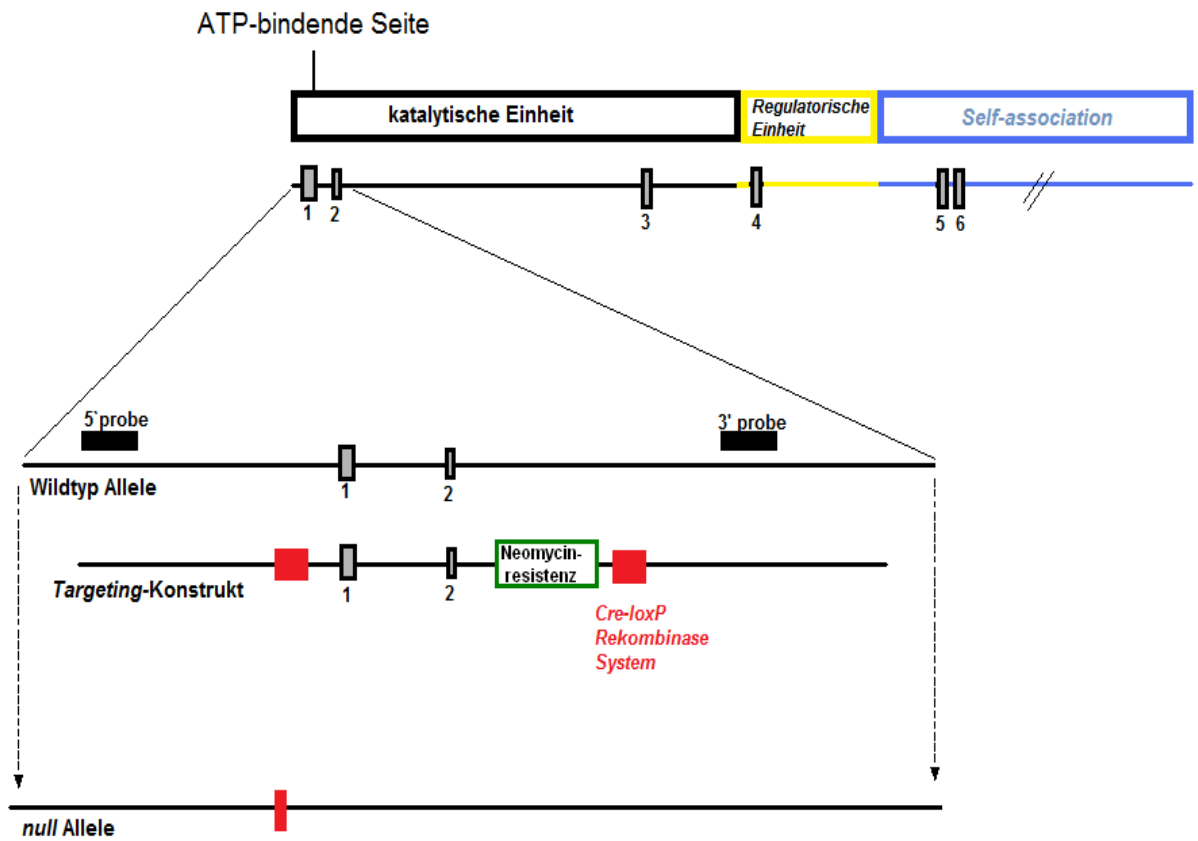 ATP-bindende Seite
katalytische Einheit
Regulatorische
Einheit
Self-association
1
2
3
4
5
6
5`probe
3' probe
Wildtyp Allele
1
2
Neomycin-
resistenz
Targeting-Konstrukt
1
2
Cre-loxP
Rekombinase
System
null Allele